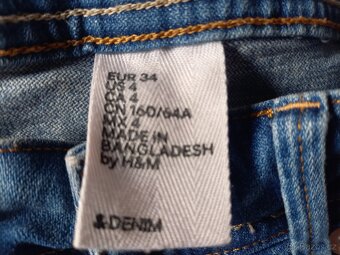 EUR 34
US 4
CA 4
CN 160/64A
MX 4
MADE IN
BANGLADESH
by H&M
&DENIM